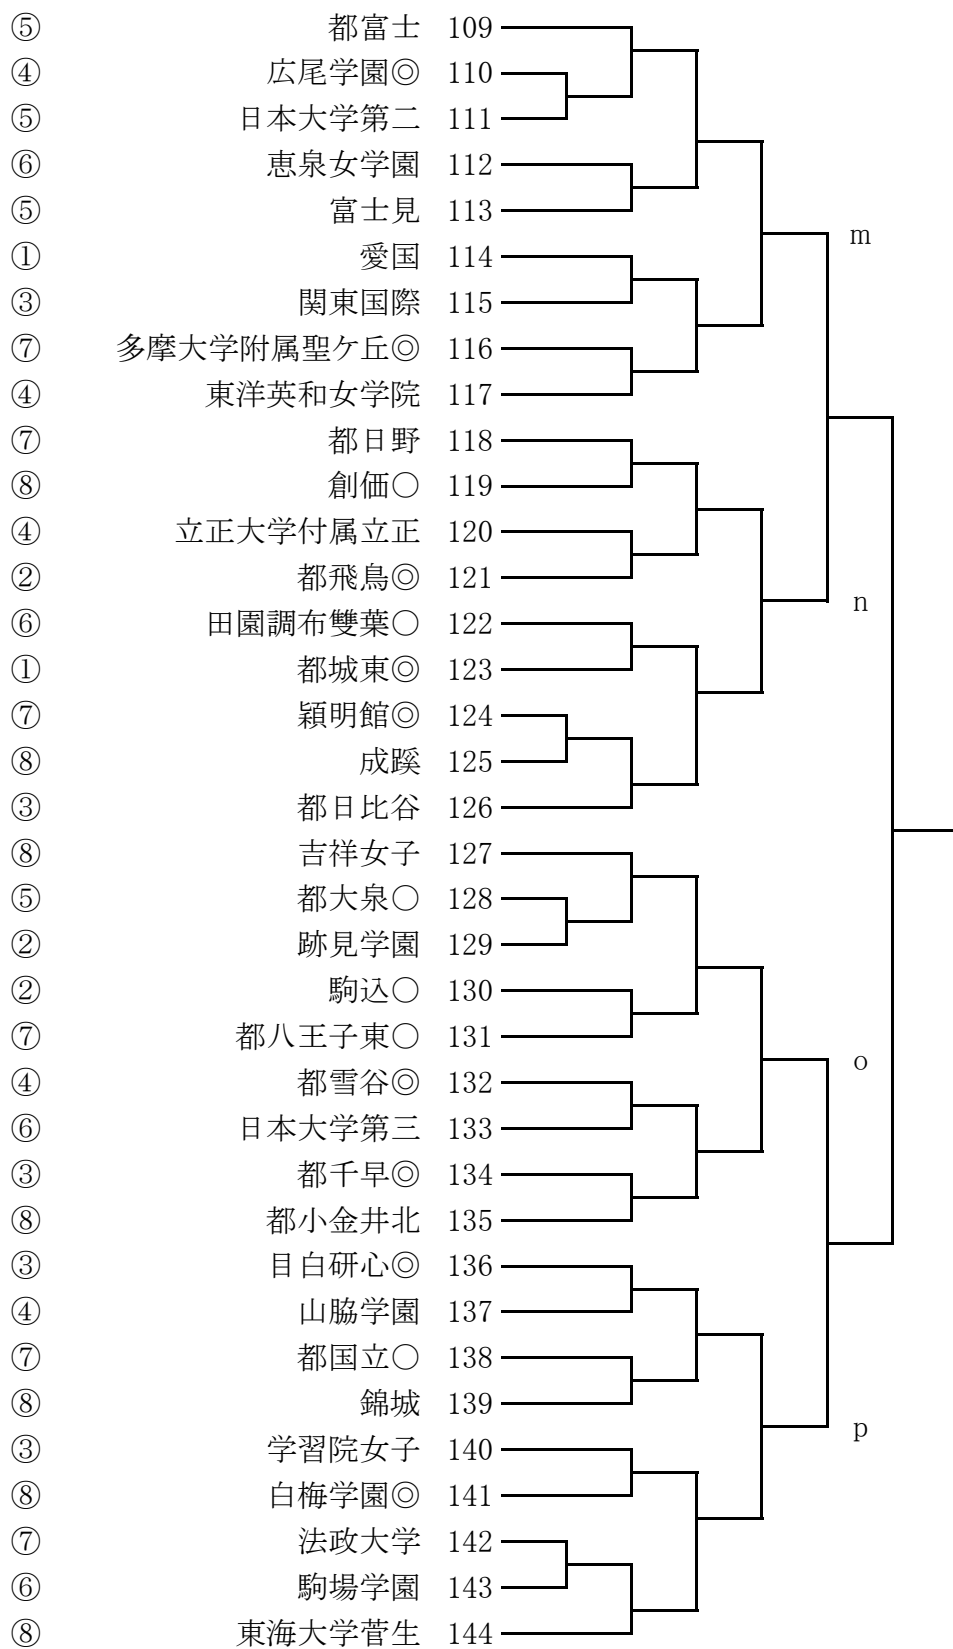 ⑤ 都富士 109
④ 広尾学園◎ 110
⑤ 日本大学第二 111
⑥ 恵泉女学園 112
⑤ 富士見 113
m
① 愛国 114
③ 関東国際 115
⑦ 多摩大学附属聖ケ丘◎ 116
④ 東洋英和女学院 117
⑦ 都日野 118
⑧ 創価○ 119
④ 立正大学付属立正 120
② 都飛鳥◎ 121
n
⑥ 田園調布雙葉○ 122
① 都城東◎ 123
⑦ 穎明館◎ 124
⑧ 成蹊 125
③ 都日比谷 126
⑧ 吉祥女子 127
⑤ 都大泉○ 128
② 跡見学園 129
② 駒込○ 130
⑦ 都八王子東○ 131
o
④ 都雪谷◎ 132
⑥ 日本大学第三 133
③ 都千早◎ 134
⑧ 都小金井北 135
③ 目白研心◎ 136
④ 山脇学園 137
⑦ 都国立○ 138
⑧ 錦城 139
p
③ 学習院女子 140
⑧ 白梅学園◎ 141
⑦ 法政大学 142
⑥ 駒場学園 143
⑧ 東海大学菅生 144